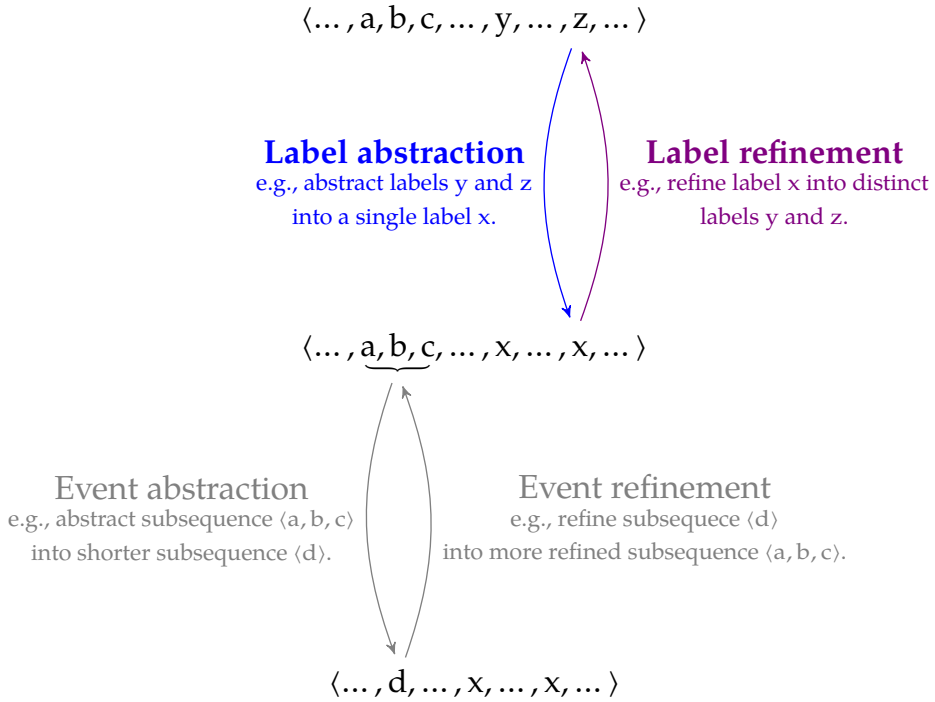 ⟨... , a, b, c, ... , y, ... , z, ... ⟩
Label abstraction
e.g., abstract labels y and z
into a single label x.
Label refinement
e.g., refine label x into distinct
labels y and z.
⟨... , a, b, c, ... , x, ... , x, ... ⟩
Event abstraction
e.g., abstract subsequence ⟨a, b, c⟩
into shorter subsequence ⟨d⟩.
Event refinement
e.g., refine subsequece ⟨d⟩
into more refined subsequence ⟨a, b, c⟩.
⟨... , d, ... , x, ... , x, ... ⟩